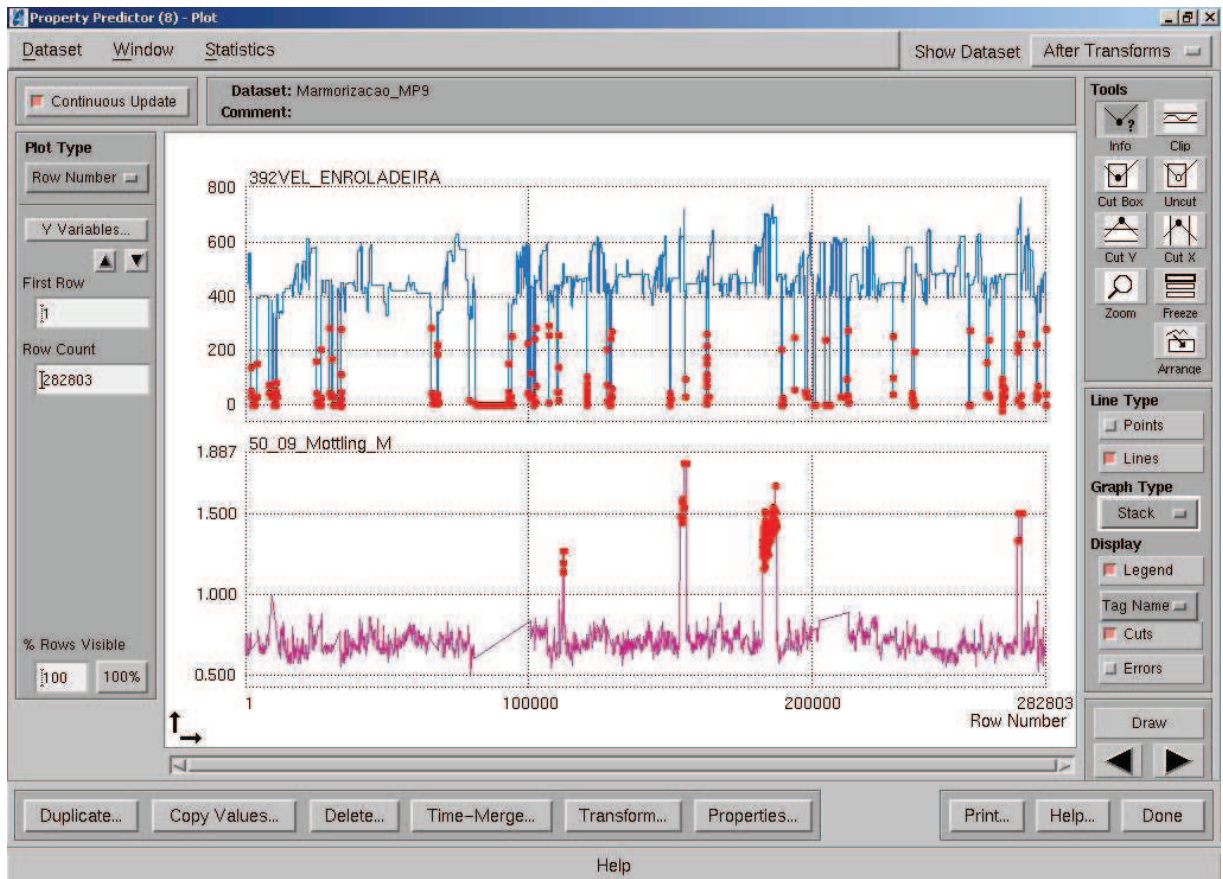 Property Predictor (8) - Plot
Dataset Window Statistics Show Dataset After Transforms
Continuous Update
Dataset: Marmorizacao_MP9
Comment:
Plot Type
Row Number
Y Variables...
First Row
1
Row Count
282803
% Rows Visible
100 100%
392VEL_ENROLADEIRA
800
600
400
200
0
50_09_Mottling_M
1.887
1.500
1.000
0.500
1 100000 200000 282803
Row Number
Tools
Info Clip
Cut Box Uncut
Cut Y Cut X
Zoom Freeze
Arrange
Line Type
Points
Lines
Graph Type
Stack
Display
Legend
Tag Name
Cuts
Errors
Draw
Duplicate... Copy Values... Delete... Time-Merge... Transform... Properties... Print... Help... Done
Help